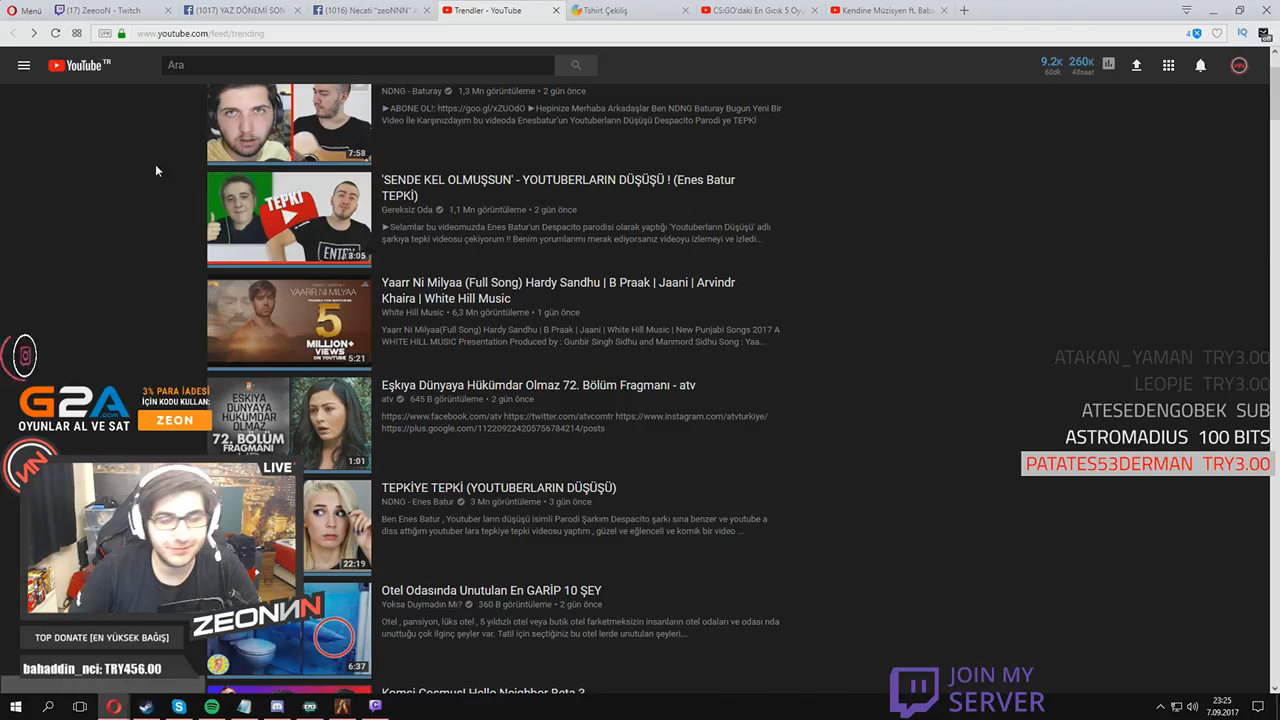 Menü
(17) ZeeooN - Twitch
(1017) YAZ DÖNEMİ SON
(1016) Necati "zeoNNN" A
Trendler - YouTube
Tshirt Çekiliş
CS:GO'daki En Gıcık 5 Oyu
Kendine Müzisyen ft. Bab
VPN
www.youtube.com/feed/trending
4
IQ
off
YouTube TR
Ara
9.2K 260K
60dk 48saat
NDNG - Baturay 1,3 Mn görüntüleme • 2 gün önce
►ABONE OL!: https://goo.gl/xZUOdO ►Hepinize Merhaba Arkadaşlar Ben NDNG Baturay Bugun Yeni Bir
Video İle Karşınızdayım bu videoda Enesbatur'un Youtuberların Düşüşü Despacito Parodi ye TEPKİ
7:58
'SENDE KEL OLMUŞSUN' - YOUTUBERLARIN DÜŞÜŞÜ ! (Enes Batur
TEPKİ)
Gereksiz Oda 1,1 Mn görüntüleme • 2 gün önce
►Selamlar bu videomuzda Enes Batur'un Despacito parodisi olarak yaptığı 'Youtuberların Düşüşü' adlı
şarkıya tepki videosu çekiyorum !! Benim yorumlarımı merak ediyorsanız videyu izlemeyi ve izledi...
TEPKİ
8:05
Yaarr Ni Milyaa (Full Song) Hardy Sandhu | B Praak | Jaani | Arvindr
Khaira | White Hill Music
White Hill Music • 6,3 Mn görüntüleme • 1 gün önce
Yaarr Ni Milyaa(Full Song) Hardy Sandhu | B Praak | Jaani | White Hill Music | New Punjabi Songs 2017 A
WHITE HILL MUSIC Presentation Produced by : Gunbir Singh Sidhu and Manmord Sidhu Song : Yaa...
YAARR NI MILYAA
5
MILLION+
VIEWS
ON YOUTUBE
5:21
Eşkıya Dünyaya Hükümdar Olmaz 72. Bölüm Fragmanı - atv
atv 645 B görüntüleme • 2 gün önce
https://www.facebook.com/atv https://twitter.com/atvcomtr https://www.instagram.com/atvturkiye/
https://plus.google.com/112209224205756784214/posts
EŞKIYA
DÜNYAYA
HÜKÜMDAR
OLMAZ
72. BÖLÜM
FRAGMANI
1:01
TEPKİYE TEPKİ (YOUTUBERLARIN DÜŞÜŞÜ)
NDNG - Enes Batur 3 Mn görüntüleme • 3 gün önce
Ben Enes Batur , Youtuber ların düşüşü isimli Parodi Şarkım Despacito şarkı sına benzer ve youtube a
diss attığım youtuber lara tepkiye tepki videosu yaptım , güzel ve eğlenceli ve komik bir video ...
22:19
Otel Odasında Unutulan En GARİP 10 ŞEY
Yoksa Duymadın Mı? 360 B görüntüleme • 2 gün önce
Otel , pansiyon, lüks otel , 5 yıldızlı otel veya butik otel farketmeksizin insanların otel odaları ve odası nda
unuttuğu çok ilginç şeyler var. Tatil için seçtiğiniz bu otel lerde unutulan şeyleri...
6:37
G2A.COM
OYUNLAR AL VE SAT
3% PARA İADESİ
İÇİN KODU KULLAN:
ZEON
LIVE
ZEONNN
TOP DONATE [EN YÜKSEK BAĞIŞ]
bahaddin_nci: TRY456.00
ATAKAN_YAMAN TRY3.00
LEOPJE TRY3.00
ATESEDENGOBEK SUB
ASTROMADIUS 100 BITS
PATATES53DERMAN TRY3.00
JOIN MY
SERVER
23:25
7.09.2017